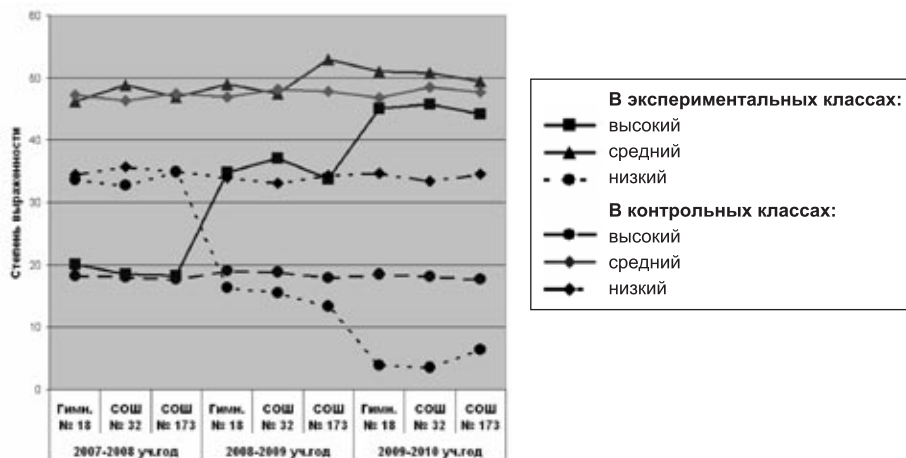 60
50
40
30
20
10
0
Степень выраженности
Гимн. СОШ СОШ Гимн. СОШ СОШ Гимн. СОШ СОШ
№ 18 № 32 № 173 № 18 № 32 № 173 № 18 № 32 № 173
2007-2008 уч.год 2008-2009 уч.год 2009-2010 уч.год
В экспериментальных классах:
высокий
средний
низкий
В контрольных классах:
высокий
средний
низкий